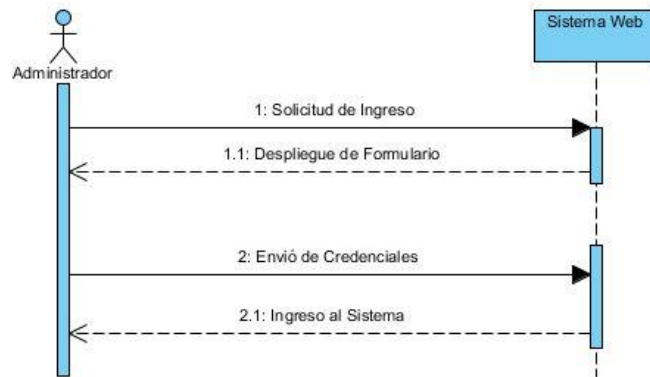 Sistema Web
Administrador
1: Solicitud de Ingreso
1.1: Despliegue de Formulario
2: Envió de Credenciales
2.1: Ingreso al Sistema